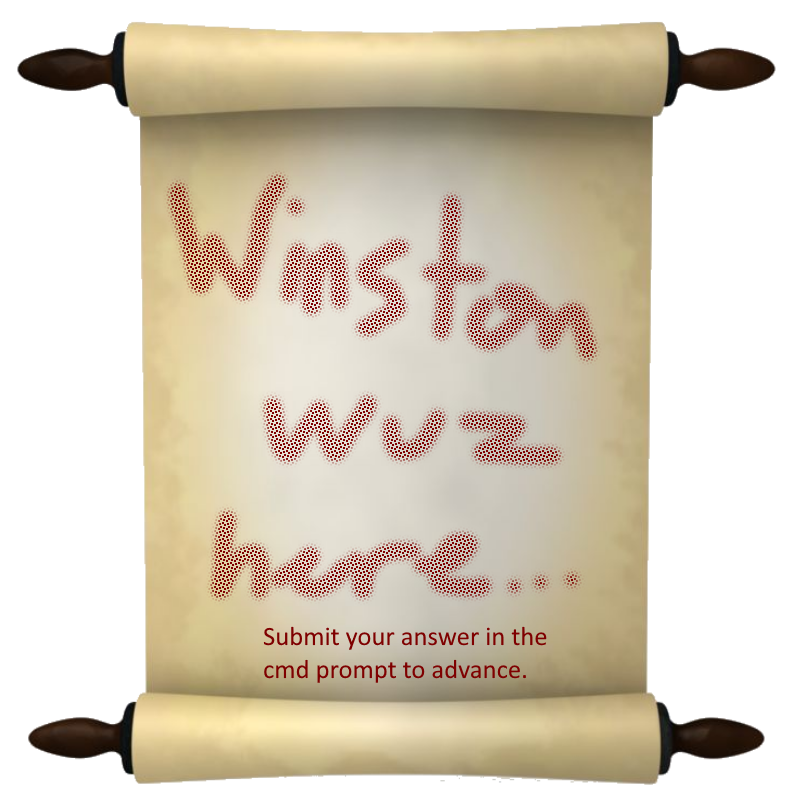 Winston
wuz
here...
Submit your answer in the
cmd prompt to advance.